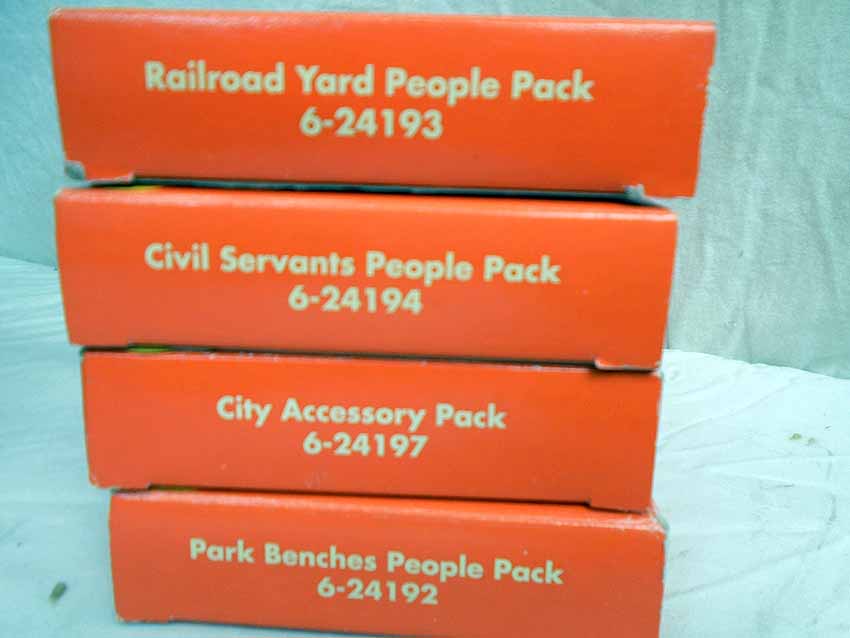 Railroad Yard People Pack
6-24193
Civil Servants People Pack
6-24194
City Accessory Pack
6-24197
Park Benches People Pack
6-24192